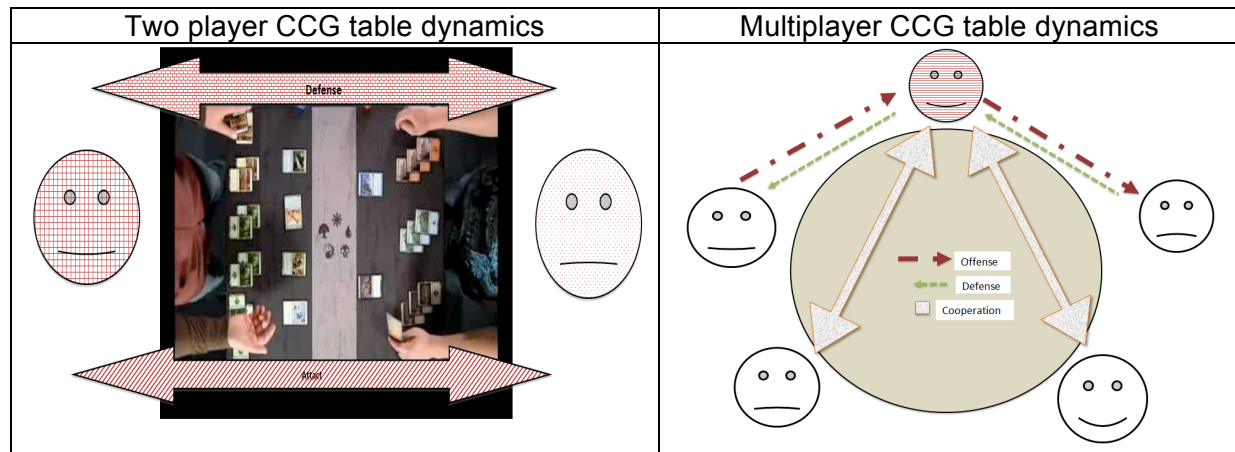 Two player CCG table dynamics
Multiplayer CCG table dynamics
Defense
Attact
Offense
Defense
Cooperation